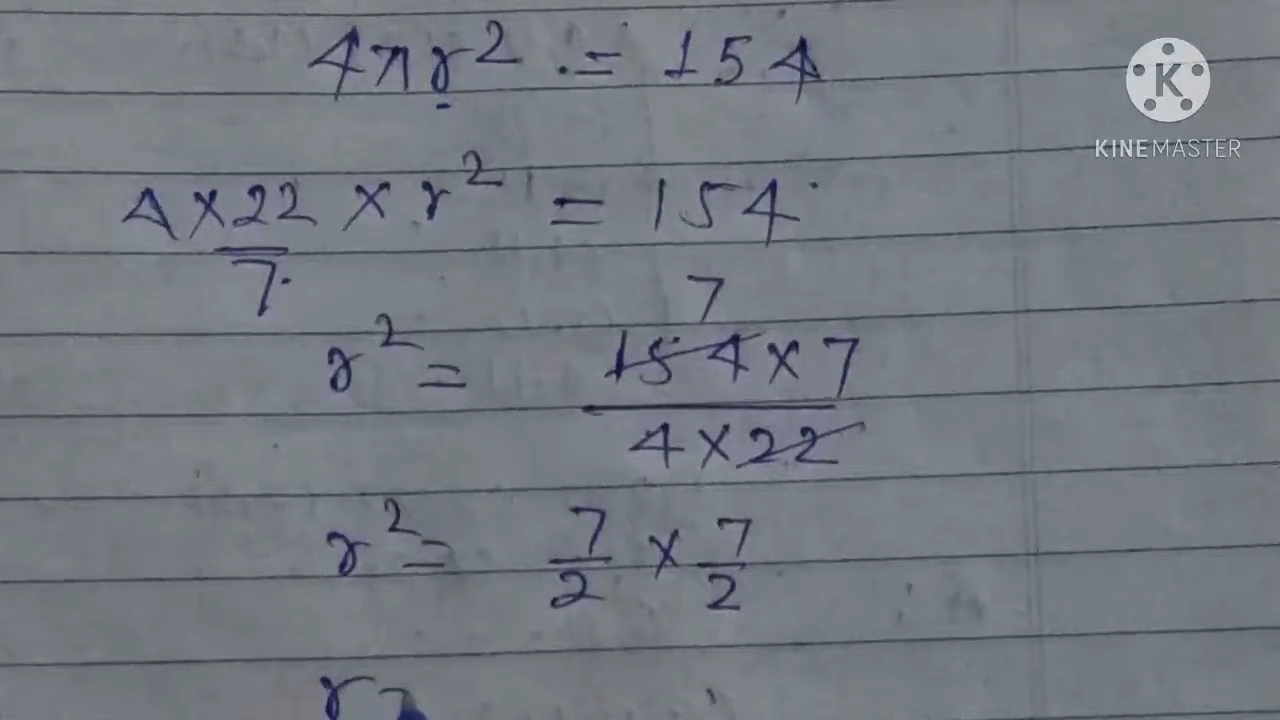 4πr² = 154
K
KINEMASTER
4 × 22/7 × r² = 154
r² = 154 × 7 / 4 × 22
7
r² = 7/2 × 7/2
r